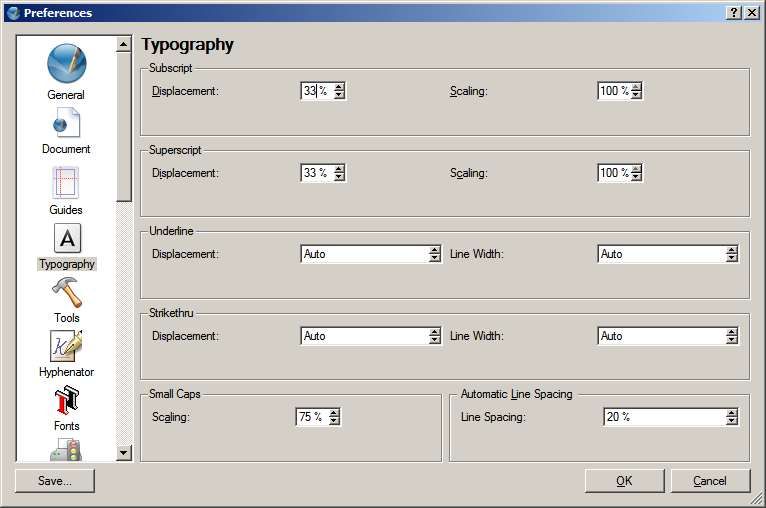 Preferences
General
Document
Guides
Typography
Tools
Hyphenator
Fonts
Typography
Subscript
Displacement: 33 % Scaling: 100 %
Superscript
Displacement: 33 % Scaling: 100 %
Underline
Displacement: Auto Line Width: Auto
Strikethru
Displacement: Auto Line Width: Auto
Small Caps
Scaling: 75 %
Automatic Line Spacing
Line Spacing: 20 %
Save... OK Cancel